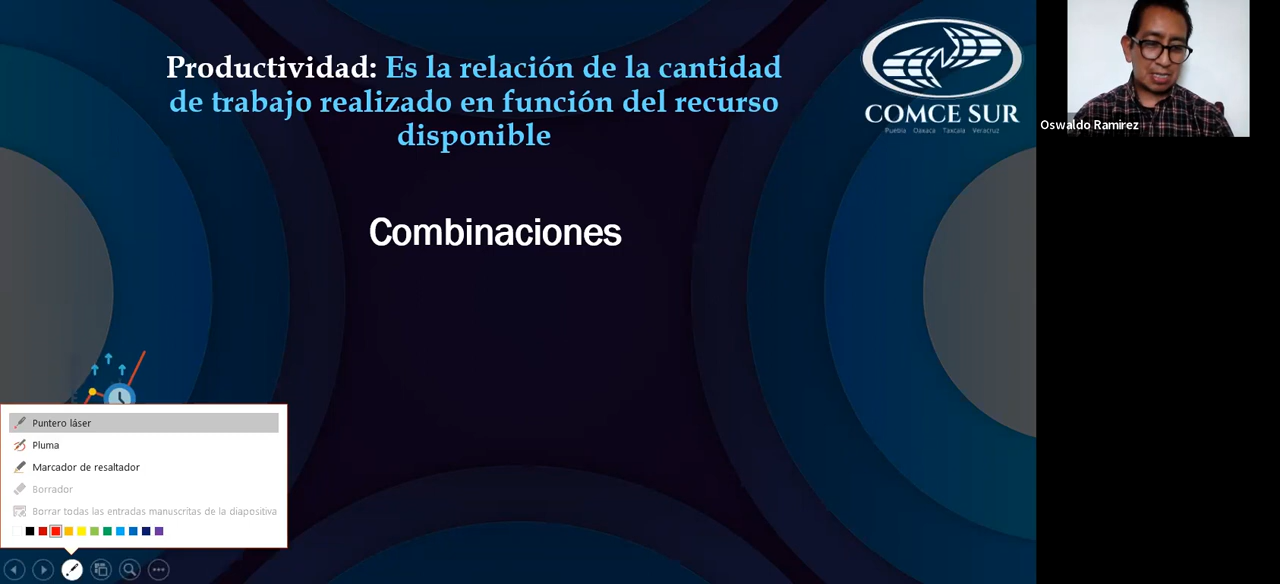 Productividad: Es la relación de la cantidad
de trabajo realizado en función del recurso
disponible
COMCE SUR
Puebla Oaxaca Taxcala Veracruz
Oswaldo Ramirez
Combinaciones
Puntero láser
Pluma
Marcador de resaltador
Borrador
Borrar todas las entradas manuscritas de la diapositiva